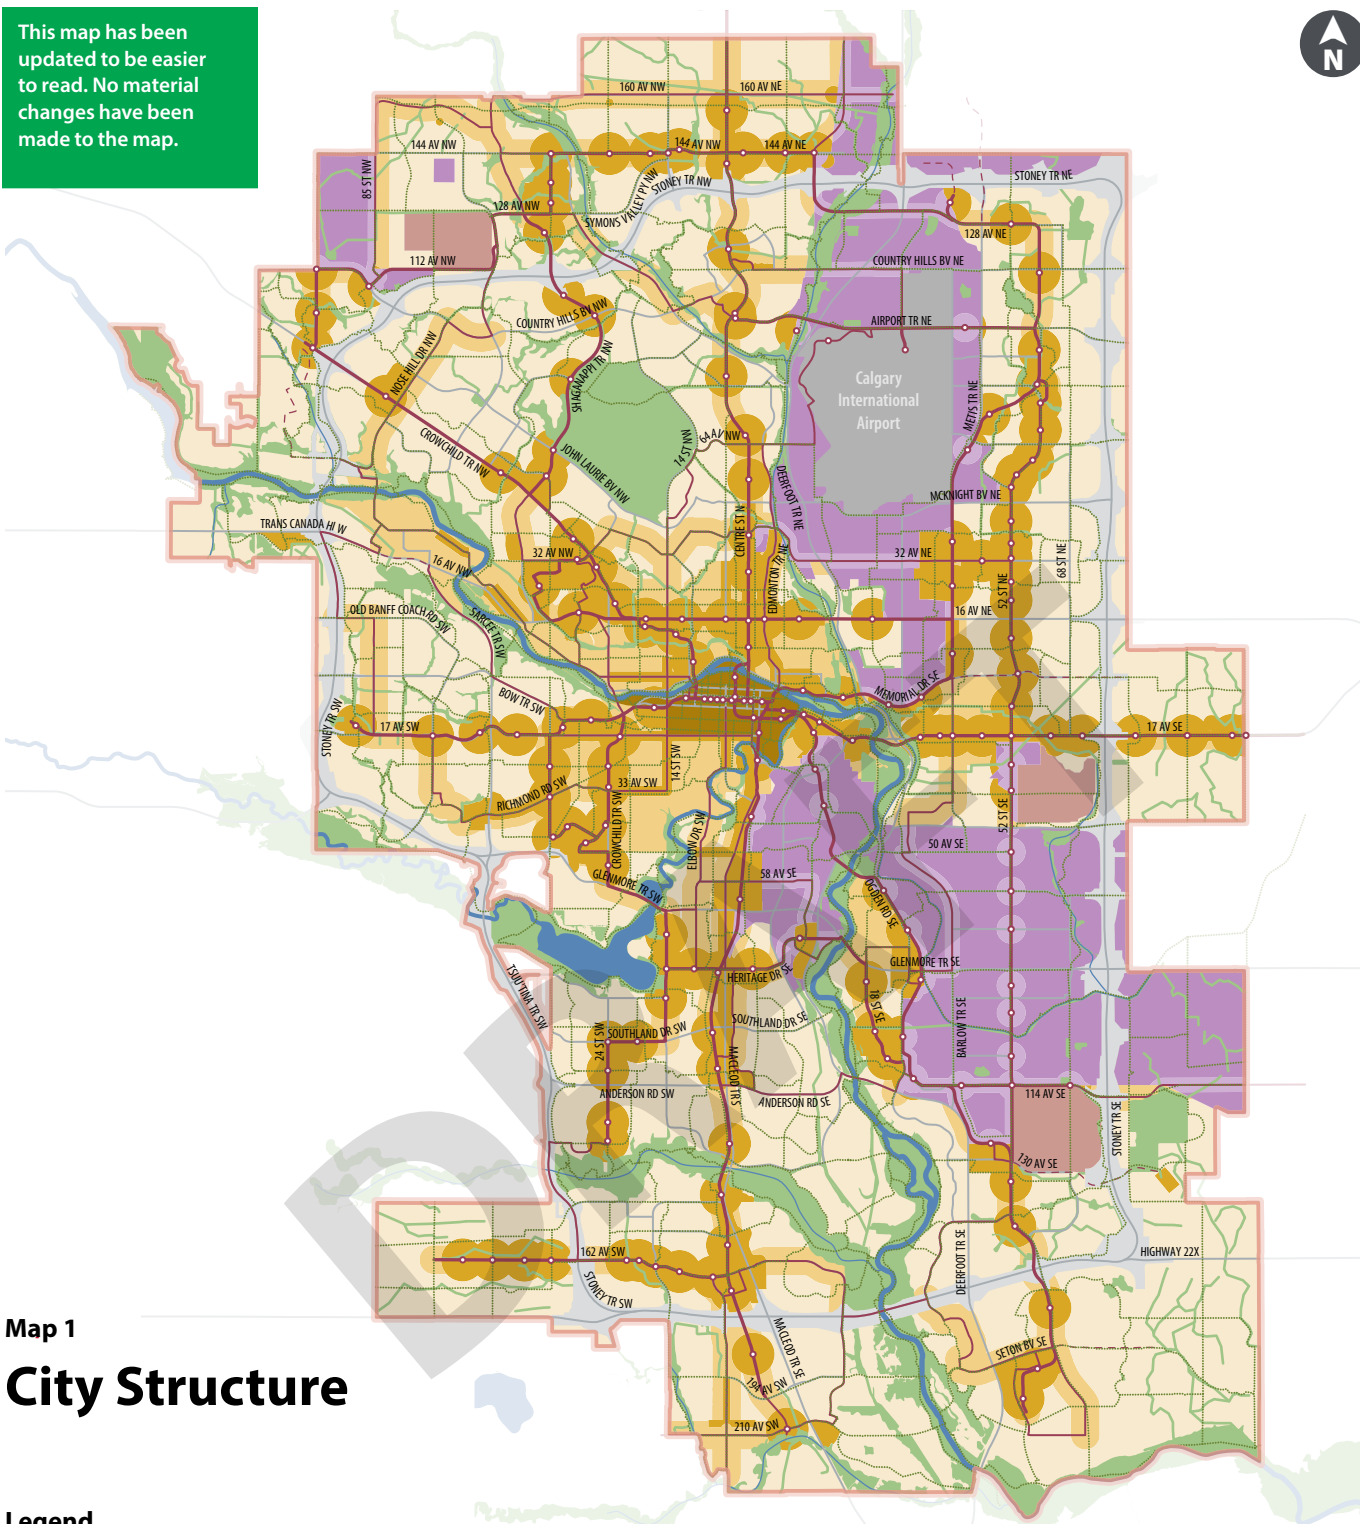 This map has been
updated to be easier
to read. No material
changes have been
made to the map.
N
160 AV NW
160 AV NE
144 AV NW
144 AV NW
144 AV NE
85 ST NW
STONEY TR NW
STONEY TR NE
SYMONS VALLEY PY NW
128 AV NW
128 AV NE
112 AV NW
COUNTRY HILLS BV NE
COUNTRY HILLS BV NW
AIRPORT TR NE
NOSE HILL DR NW
SHAGANAPPI TR NW
Calgary
International
Airport
METIS TR NE
CROWCHILD TR NW
14 ST NW
64 AV NW
JOHN LAURIE BV NW
DEERFOOT TR NE
MCKNIGHT BV NE
TRANS CANADA HI W
CENTRE ST N
16 AV NW
32 AV NW
EDMONTON TR NE
32 AV NE
68 ST NE
52 ST NE
OLD BANFF COACH RD SW
SARCEE TR SW
16 AV NE
BOW TR SW
MEMORIAL DR SE
STONEY TR SW
17 AV SW
17 AV SE
14 ST SW
33 AV SW
RICHMOND RD SW
CROWCHILD TR SW
ELBOW DR SW
52 ST SE
50 AV SE
58 AV SE
GLENMORE TR SW
OGDEN RD SE
GLENMORE TR SE
HERITAGE DR SE
TSUUT'INA TR SW
18 ST SE
SOUTHLAND DR SW
SOUTHLAND DR SE
24 ST SW
BARLOW TR SE
MACLEOD TR S
ANDERSON RD SW
ANDERSON RD SE
114 AV SE
STONEY TR SE
130 AV SE
DRAFT
162 AV SW
DEERFOOT TR SE
HIGHWAY 22X
STONEY TR SW
MACLEOD TR SE
SETON BV SE
194 AV SW
210 AV SW
Map 1
City Structure
Legend